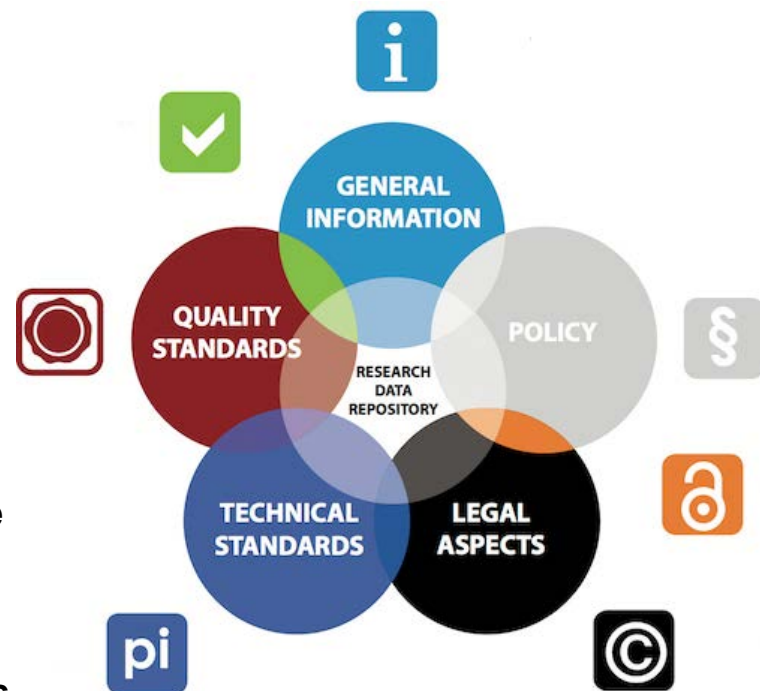 i
GENERAL
INFORMATION
QUALITY
STANDARDS
POLICY
§
RESEARCH
DATA
REPOSITORY
e
TECHNICAL
STANDARDS
LEGAL
ASPECTS
pi
©
s